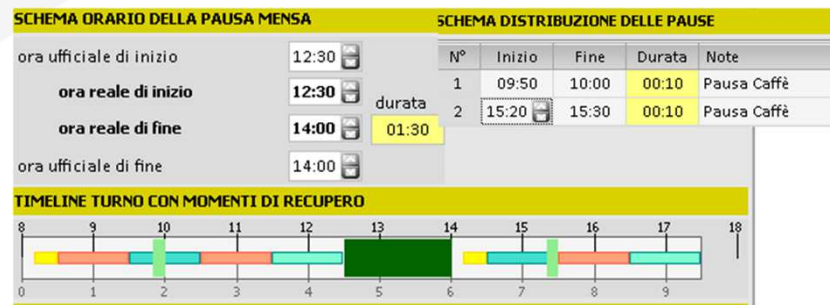 SCHEMA ORARIO DELLA PAUSA MENSA
ora ufficiale di inizio 12:30
ora reale di inizio 12:30
durata
ora reale di fine 14:00 01:30
ora ufficiale di fine 14:00
SCHEMA DISTRIBUZIONE DELLE PAUSE
N° Inizio Fine Durata Note
1 09:50 10:00 00:10 Pausa Caffè
2 15:20 15:30 00:10 Pausa Caffè
TIMELINE TURNO CON MOMENTI DI RECUPERO
8 9 10 11 12 13 14 15 16 17 18
0 1 2 3 4 5 6 7 8 9